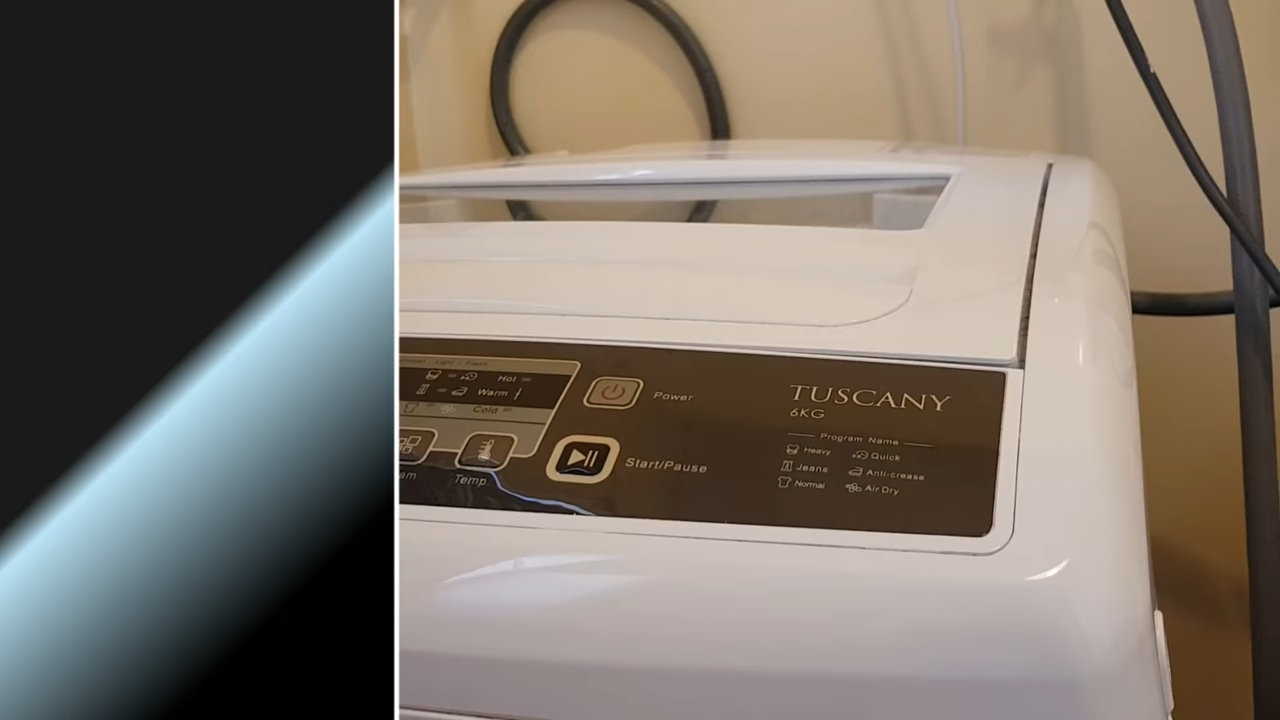 Hot
Warm
Cold
Power
Temp.
Start/Pause
TUSCANY
6KG
Program Name
Heavy
Quick
Jeans
Anti-crease
Normal
Air Dry